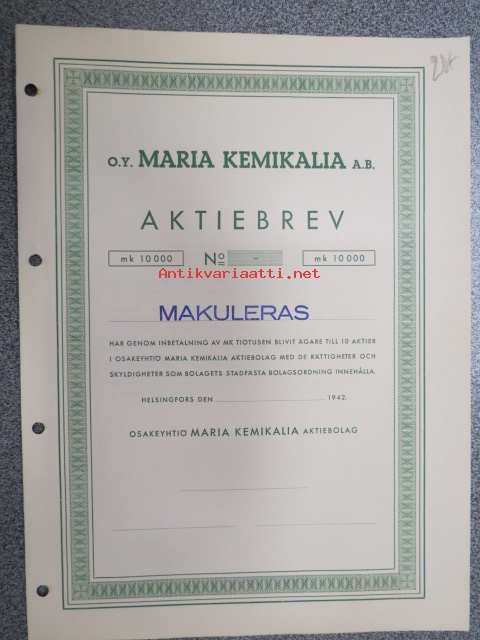 O.Y. MARIA KEMIKALIA A.B.
AKTIEBREV
mk 10 000 No - mk 10 000
Antikvariaatti.net
MAKULERAS
HAR GENOM INBETALNING AV MK TIOTUSEN BLIVIT ÄGARE TILL 10 AKTIER
I OSAKEYHTIÖ MARIA KEMIKALIA AKTIEBOLAG MED DE RÄTTIGHETER OCH
SKYLDIGHETER SOM BOLAGETS STADFÄSTA BOLAGSORDNING INNEHÅLLA.
HELSINGFORS DEN 1942.
OSAKEYHTIÖ MARIA KEMIKALIA AKTIEBOLAG